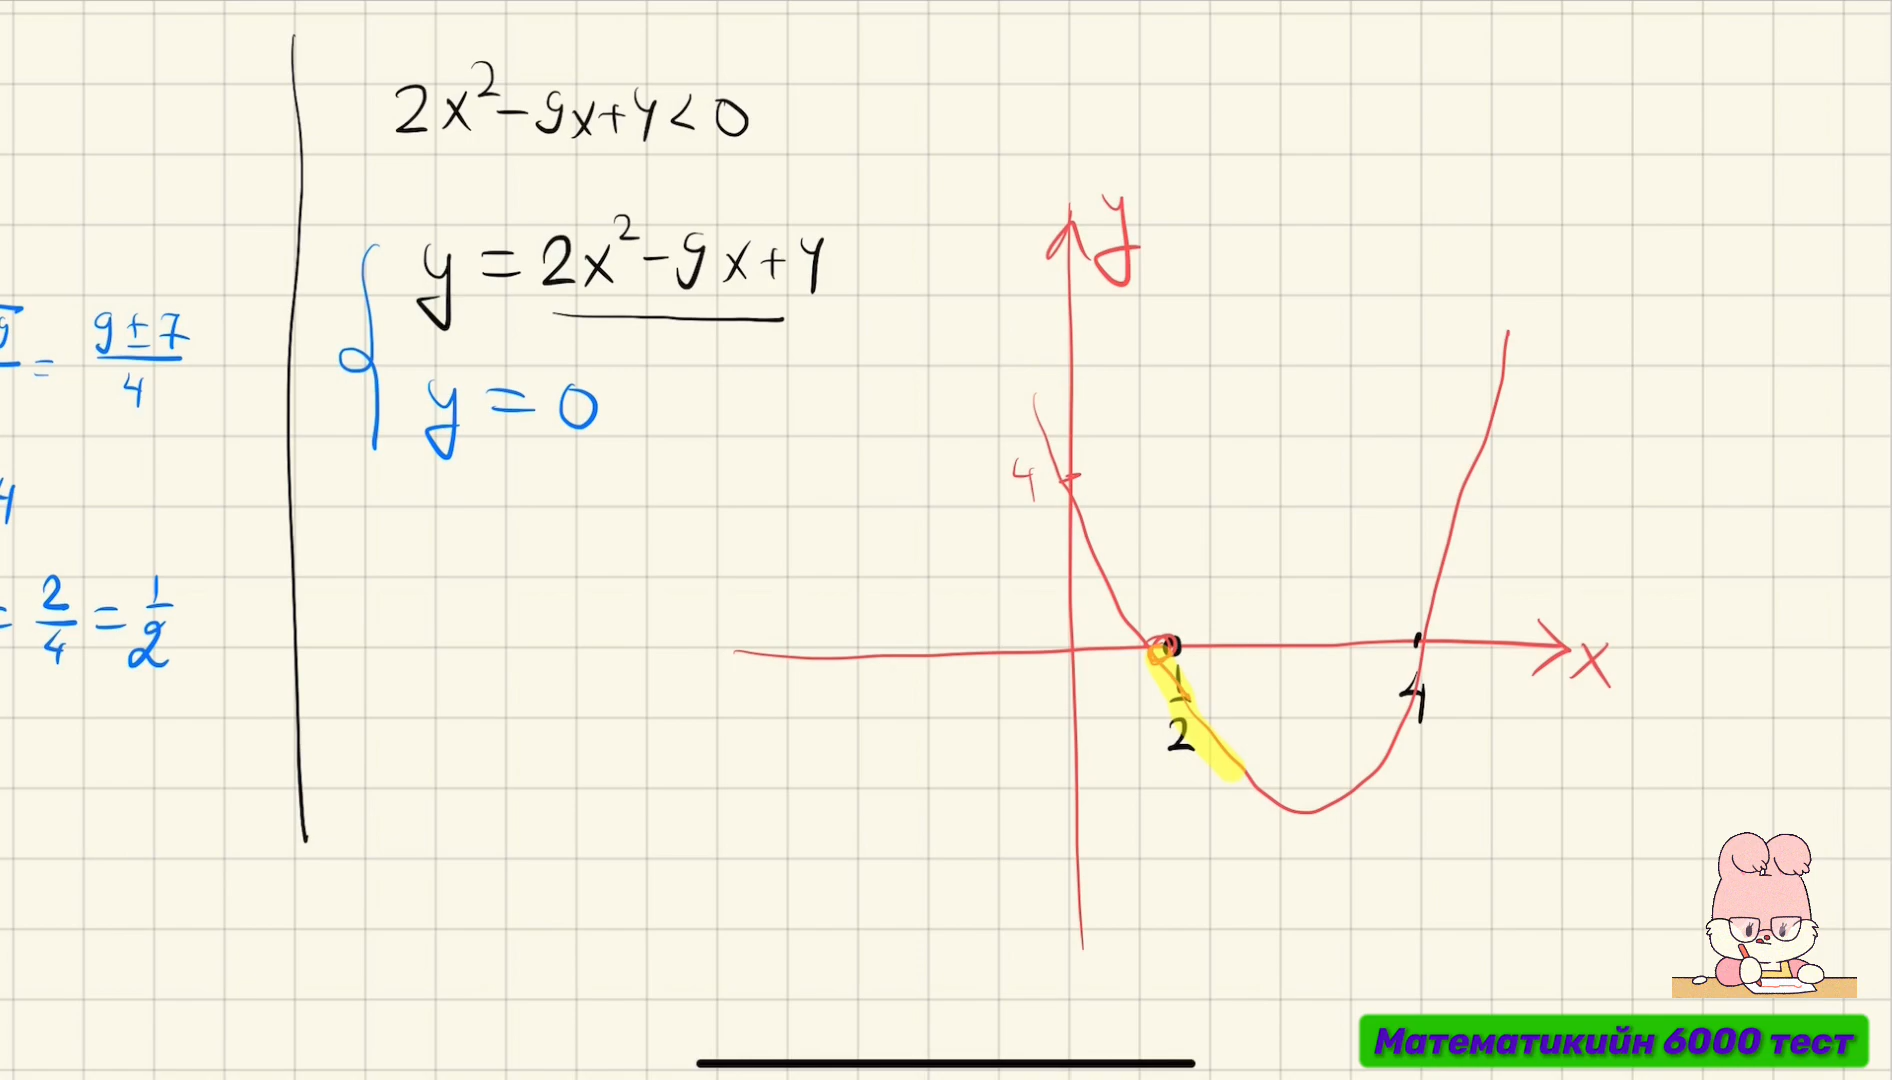 2x²-9x+4<0
y = 2x²-9x+4
y = 0
= 9±7/4
4
= 2/4 = 1/2
y
4
x
1/2
4
Математикийн 6000 тест